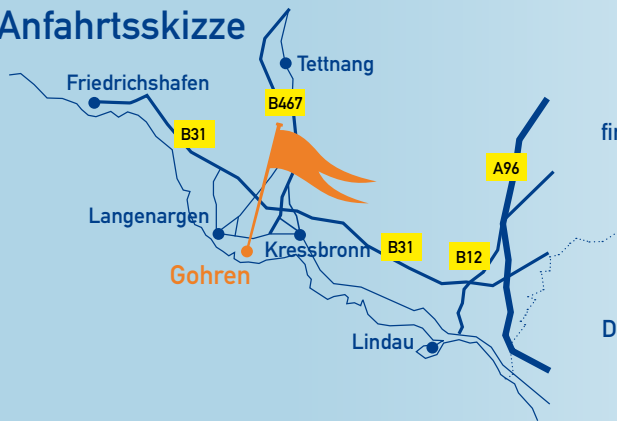 Anfahrtsskizze
Tettnang
Friedrichshafen
B467
B31
A96
Langenargen
Kressbronn
B31
B12
Gohren
Lindau